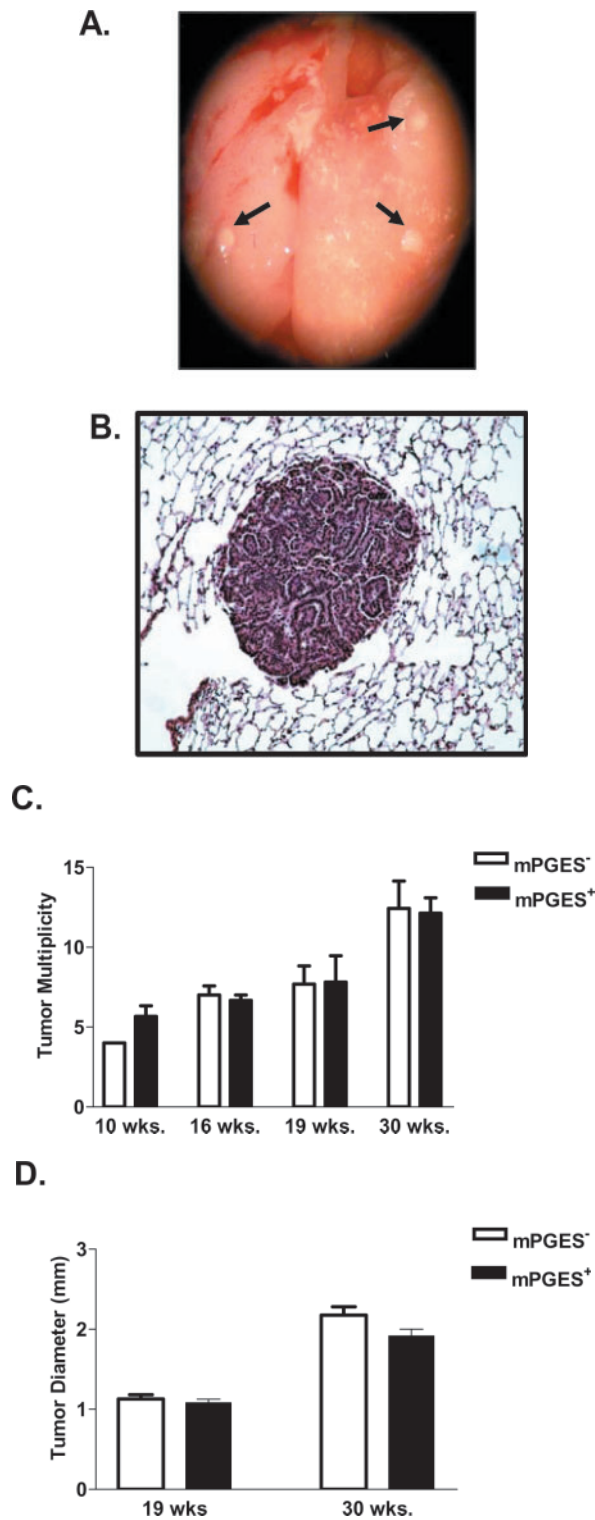 A.
B.
C.
mPGES⁻
mPGES⁺
Tumor Multiplicity
15
10
5
0
10 wks.
16 wks.
19 wks.
30 wks.
D.
mPGES⁻
mPGES⁺
Tumor Diameter (mm)
3
2
1
0
19 wks
30 wks.